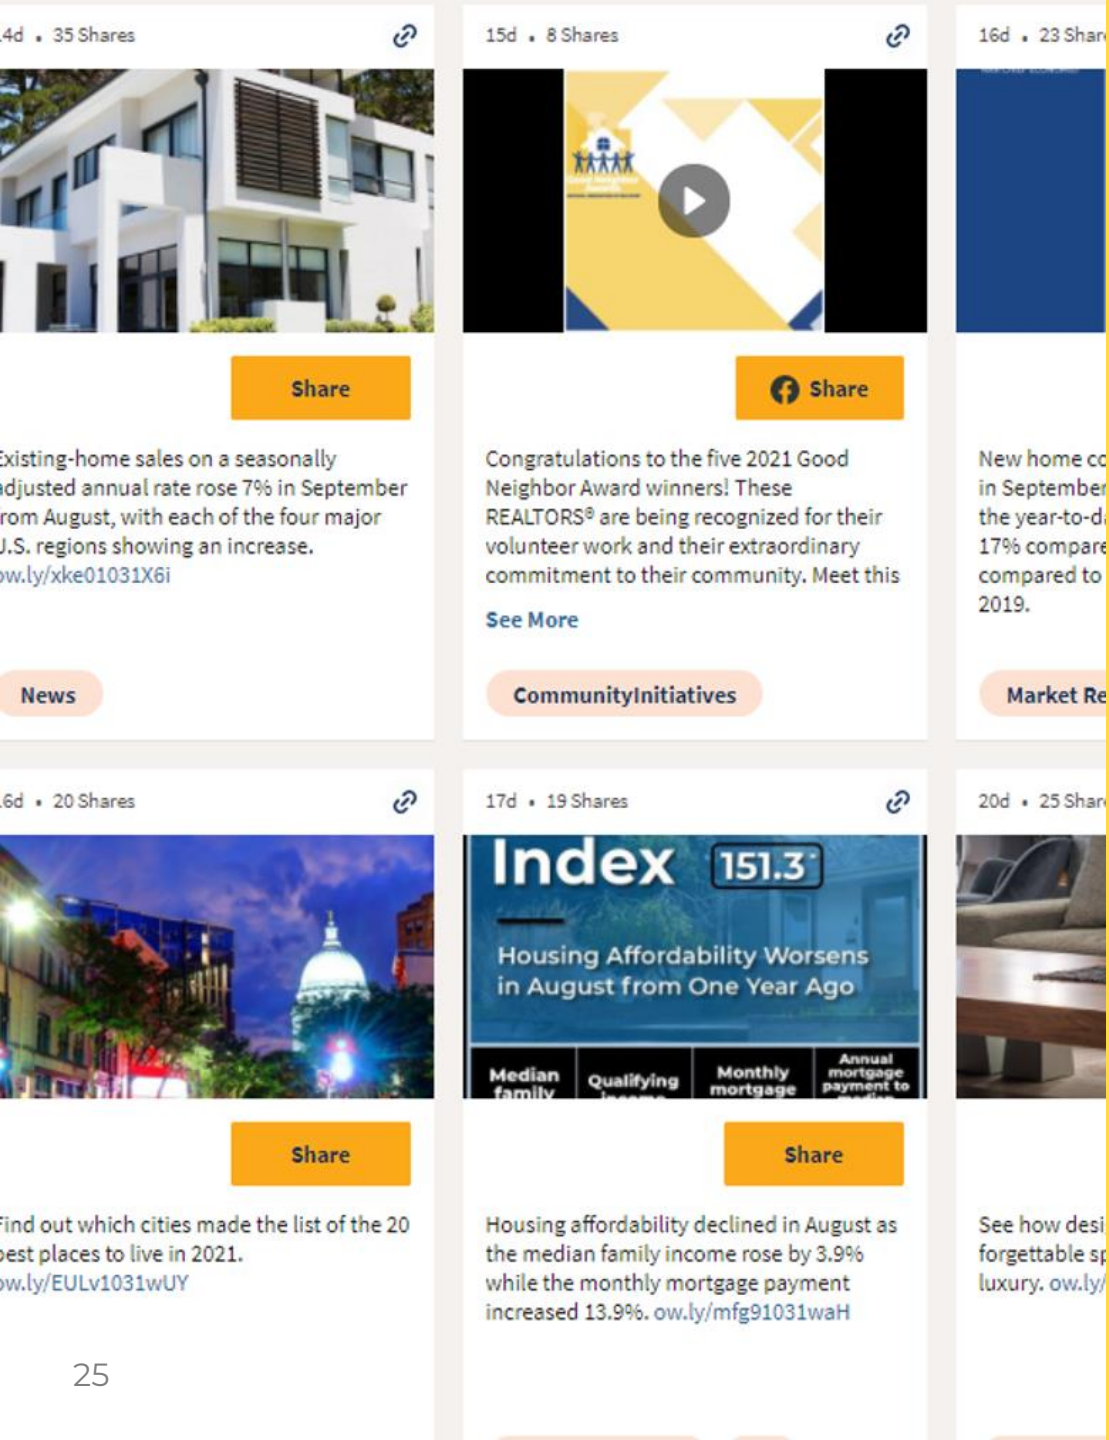 4d • 35 Shares
Existing-home sales on a seasonally
adjusted annual rate rose 7% in September
from August, with each of the four major
U.S. regions showing an increase.
ow.ly/xke01031X6i
Share
News
15d • 8 Shares
Share
Congratulations to the five 2021 Good
Neighbor Award winners! These
REALTORS® are being recognized for their
volunteer work and their extraordinary
commitment to their community. Meet this
See More
CommunityInitiatives
16d • 23 Shar
New home co
in September
the year-to-d
17% compare
compared to
2019.
Market Re
6d • 20 Shares
Share
Find out which cities made the list of the 20
best places to live in 2021.
ow.ly/EULv1031wUY
17d • 19 Shares
Index 151.3*
Housing Affordability Worsens
in August from One Year Ago
Median
family
Qualifying
income
Monthly
mortgage
Annual
mortgage
payment to
median
Share
Housing affordability declined in August as
the median family income rose by 3.9%
while the monthly mortgage payment
increased 13.9%. ow.ly/mfg91031waH
20d • 25 Shar
See how desi
forgettable sp
luxury. ow.ly/
25